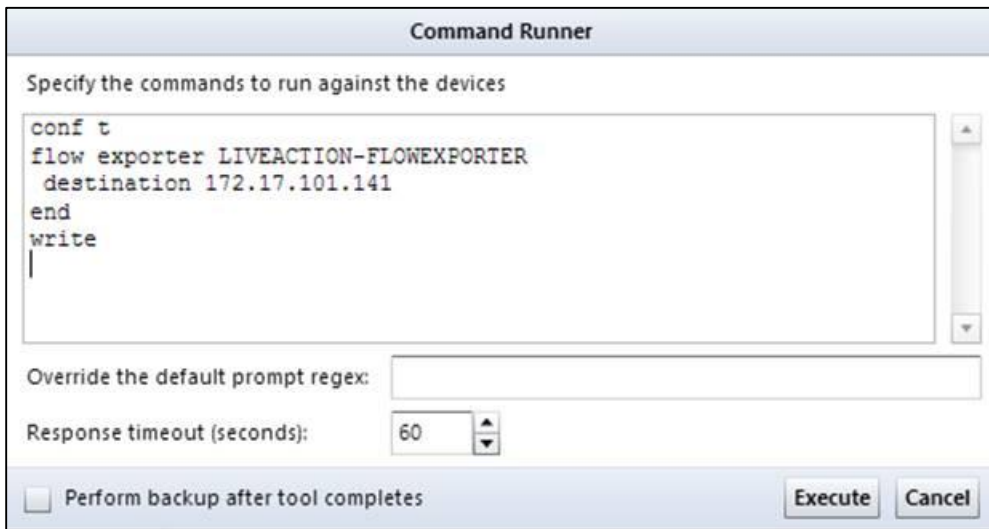 Command Runner
Specify the commands to run against the devices
conf t
flow exporter LIVEACTION-FLOWEXPORTER
 destination 172.17.101.141
end
write
Override the default prompt regex:
Response timeout (seconds): 60
Perform backup after tool completes Execute Cancel